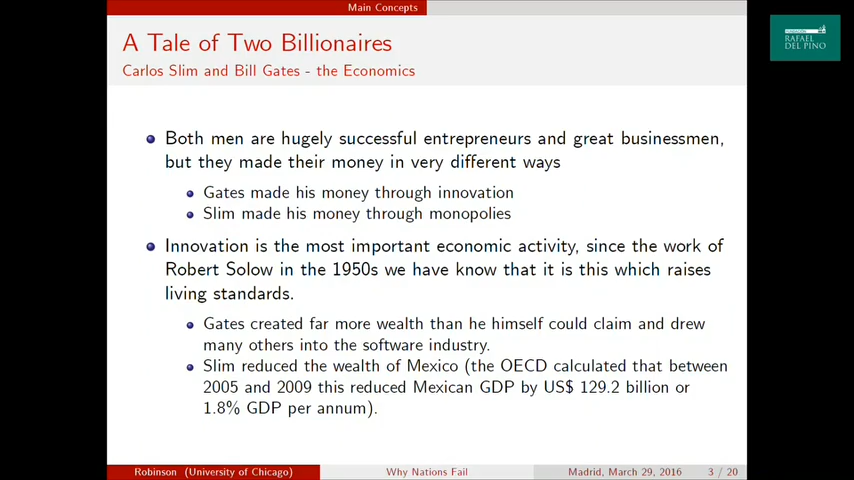 Main Concepts
A Tale of Two Billionaires
Carlos Slim and Bill Gates - the Economics
FUNDACIÓN
RAFAEL
DEL PINO
Both men are hugely successful entrepreneurs and great businessmen,
but they made their money in very different ways
Gates made his money through innovation
Slim made his money through monopolies
Innovation is the most important economic activity, since the work of
Robert Solow in the 1950s we have know that it is this which raises
living standards.
Gates created far more wealth than he himself could claim and drew
many others into the software industry.
Slim reduced the wealth of Mexico (the OECD calculated that between
2005 and 2009 this reduced Mexican GDP by US$ 129.2 billion or
1.8% GDP per annum).
Robinson (University of Chicago)
Why Nations Fail
Madrid, March 29, 2016
3 / 20